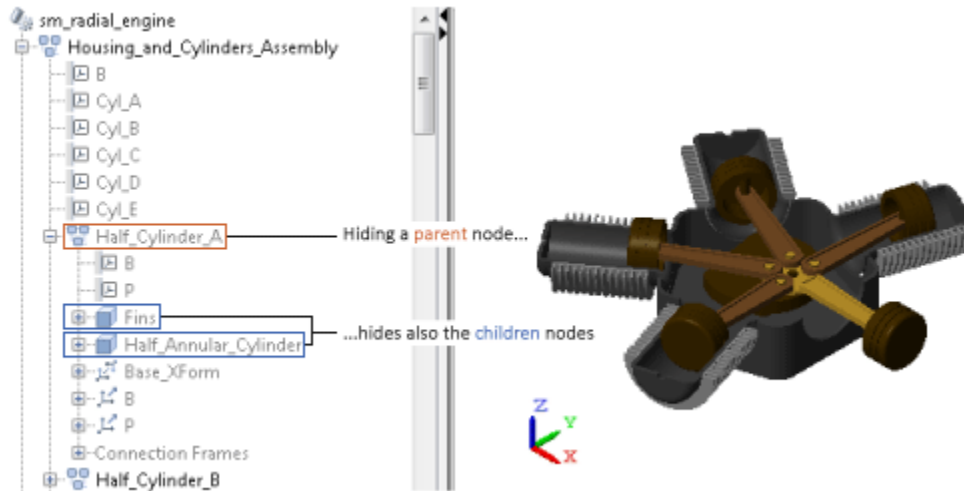 sm_radial_engine
Housing_and_Cylinders_Assembly
B
Cyl_A
Cyl_B
Cyl_C
Cyl_D
Cyl_E
Half_Cylinder_A
Hiding a parent node...
B
P
Fins
...hides also the children nodes
Half_Annular_Cylinder
Base_XForm
B
P
Connection Frames
Half_Cylinder_B
Z
Y
X